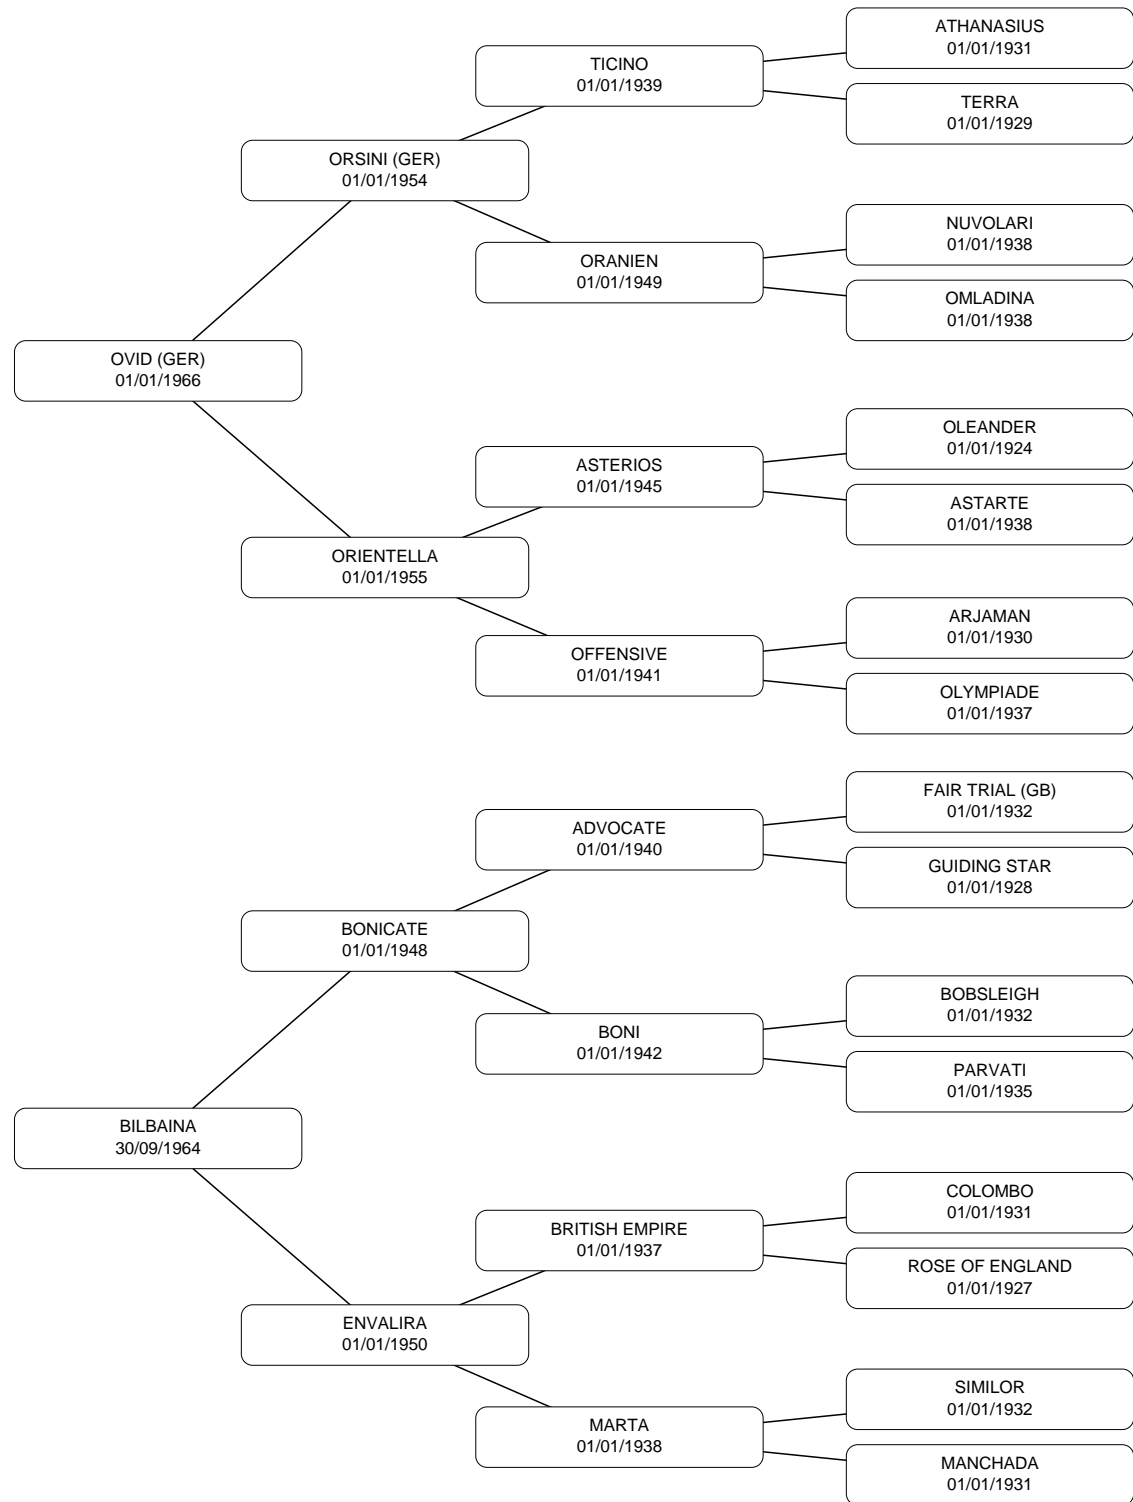 ATHANASIUS
01/01/1931
TICINO
01/01/1939
TERRA
01/01/1929
ORSINI (GER)
01/01/1954
NUVOLARI
01/01/1938
ORANIEN
01/01/1949
OMLADINA
01/01/1938
OVID (GER)
01/01/1966
OLEANDER
01/01/1924
ASTERIOS
01/01/1945
ASTARTE
01/01/1938
ORIENTELLA
01/01/1955
ARJAMAN
01/01/1930
OFFENSIVE
01/01/1941
OLYMPIADE
01/01/1937
FAIR TRIAL (GB)
01/01/1932
ADVOCATE
01/01/1940
GUIDING STAR
01/01/1928
BONICATE
01/01/1948
BOBSLEIGH
01/01/1932
BONI
01/01/1942
PARVATI
01/01/1935
BILBAINA
30/09/1964
COLOMBO
01/01/1931
BRITISH EMPIRE
01/01/1937
ROSE OF ENGLAND
01/01/1927
ENVALIRA
01/01/1950
SIMILOR
01/01/1932
MARTA
01/01/1938
MANCHADA
01/01/1931